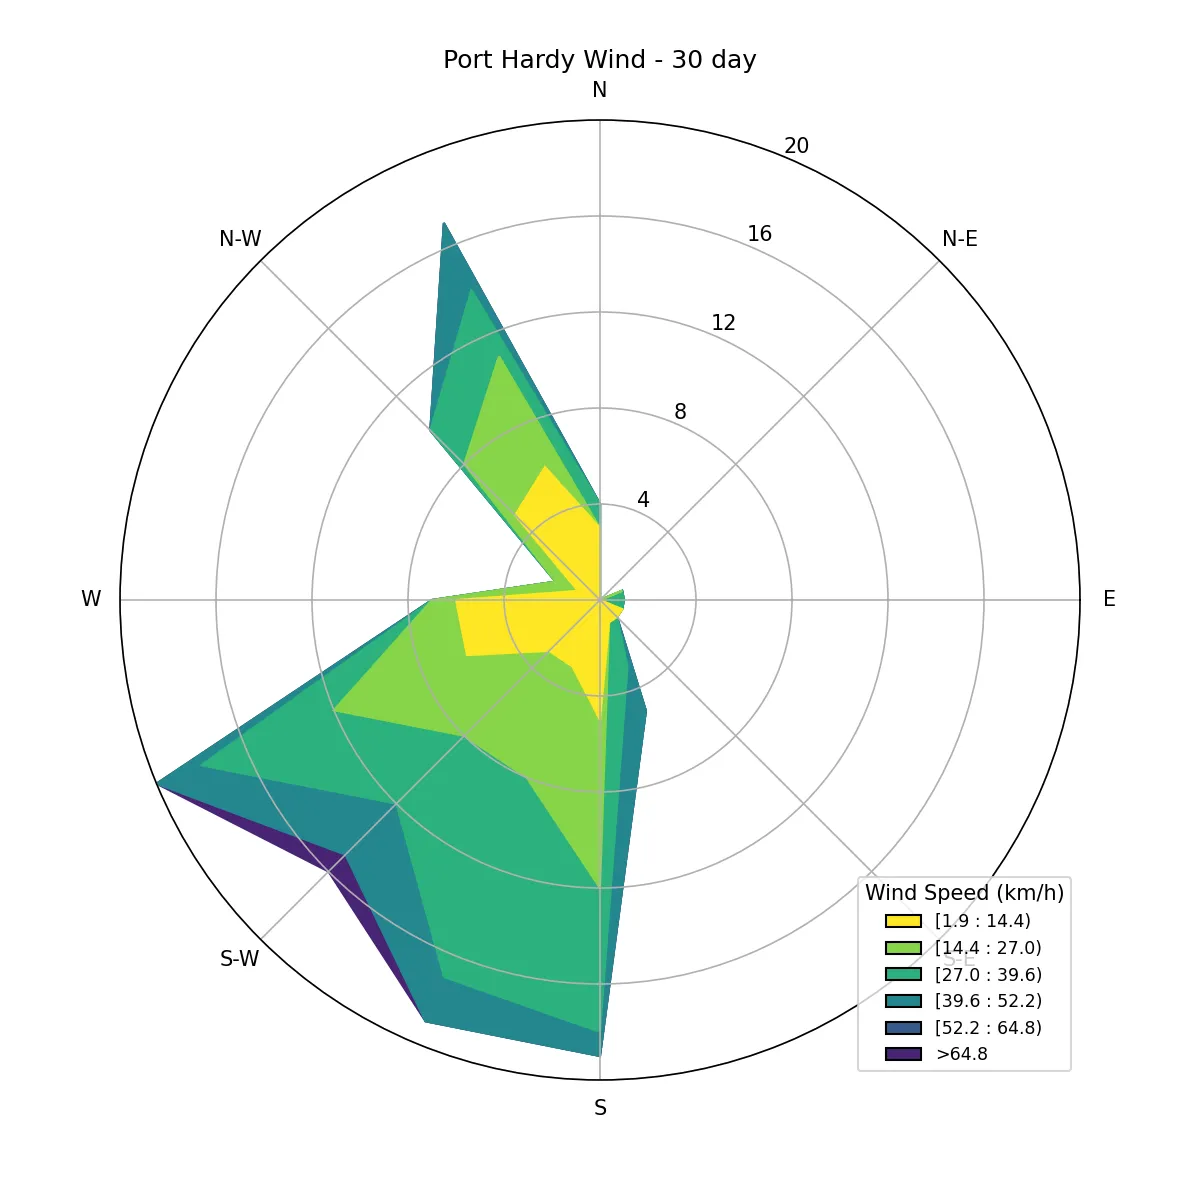 Port Hardy Wind - 30 day
N
20
N-W
N-E
16
12
8
4
W
E
S-W
S-E
S
Wind Speed (km/h)
[1.9 : 14.4)
[14.4 : 27.0)
[27.0 : 39.6)
[39.6 : 52.2)
[52.2 : 64.8)
>64.8